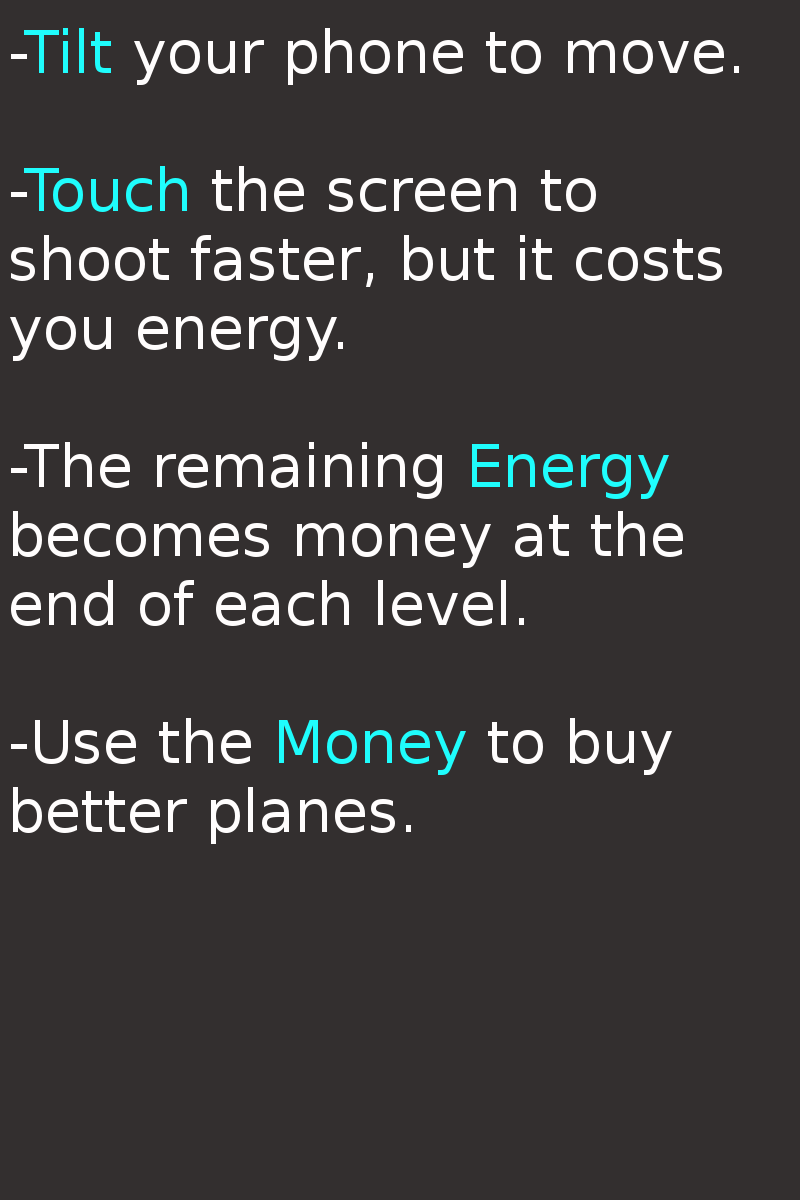 -Tilt your phone to move.
-Touch the screen to
shoot faster, but it costs
you energy.
-The remaining Energy
becomes money at the
end of each level.
-Use the Money to buy
better planes.